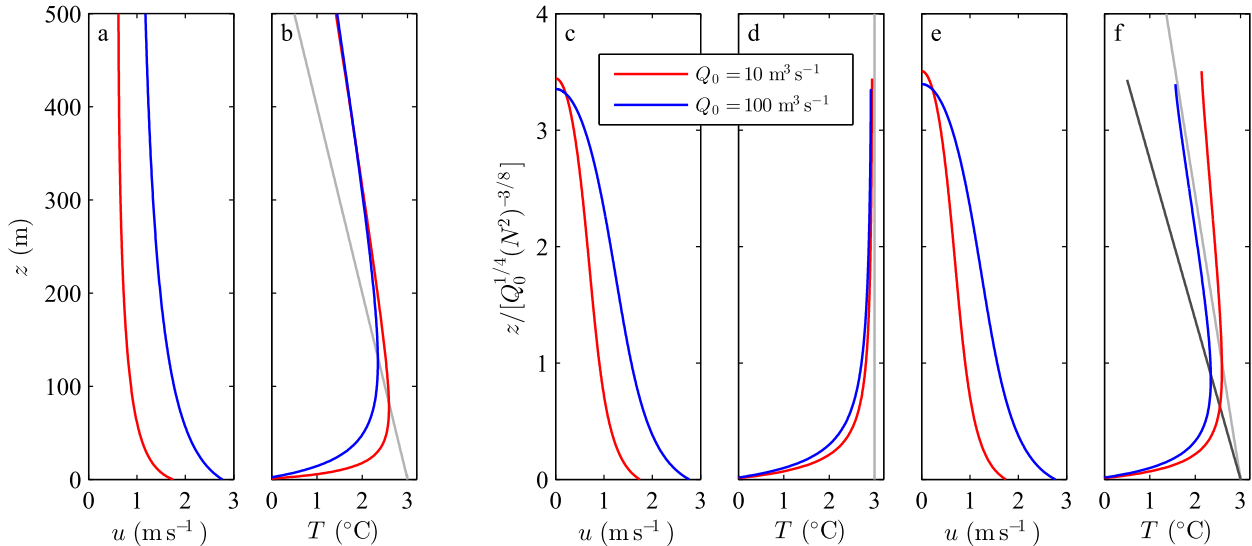 a
b
c
d
e
f
Q₀ = 10 m³ s⁻¹
Q₀ = 100 m³ s⁻¹
500
400
300
200
100
0
z (m)
0 1 2 3
u (m s⁻¹)
0 1 2 3
T (°C)
4
3
2
1
0
z/[Q₀^{1/4}(N²)^{−3/8}]
0 1 2 3
u (m s⁻¹)
0 1 2 3
T (°C)
0 1 2 3
u (m s⁻¹)
0 1 2 3
T (°C)